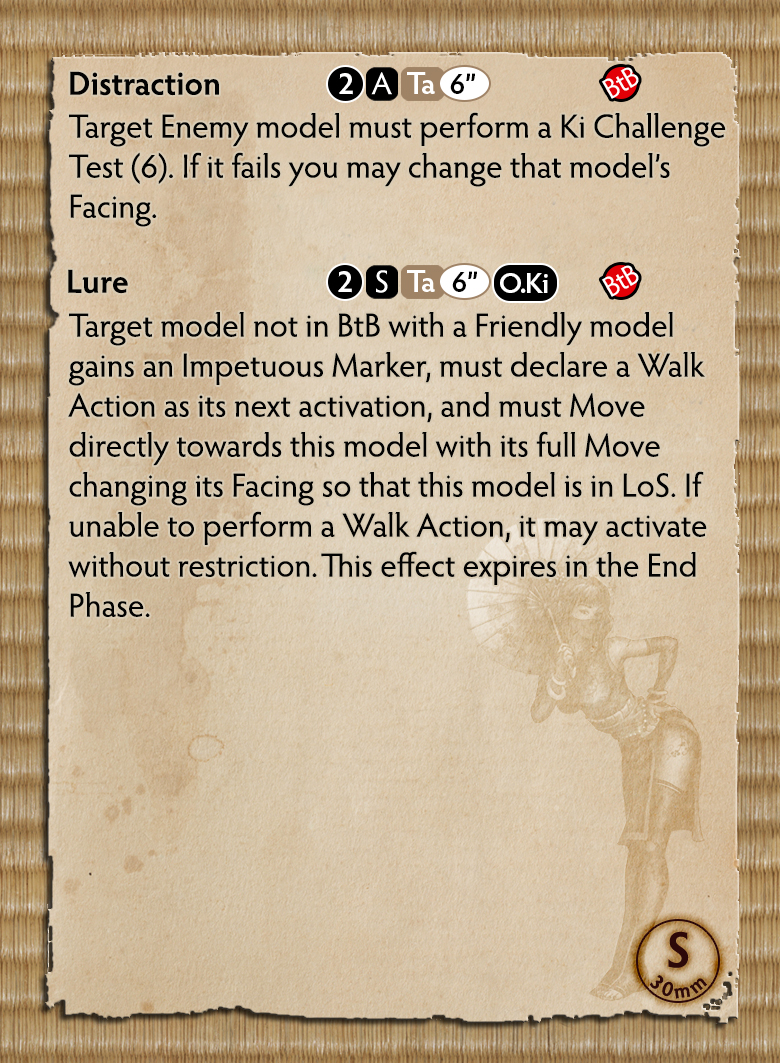 Distraction 2 A Ta 6” BtB
Target Enemy model must perform a Ki Challenge
Test (6). If it fails you may change that model’s
Facing.
Lure 2 S Ta 6” O.Ki BtB
Target model not in BtB with a Friendly model
gains an Impetuous Marker, must declare a Walk
Action as its next activation, and must Move
directly towards this model with its full Move
changing its Facing so that this model is in LoS. If
unable to perform a Walk Action, it may activate
without restriction. This effect expires in the End
Phase.
S
30mm